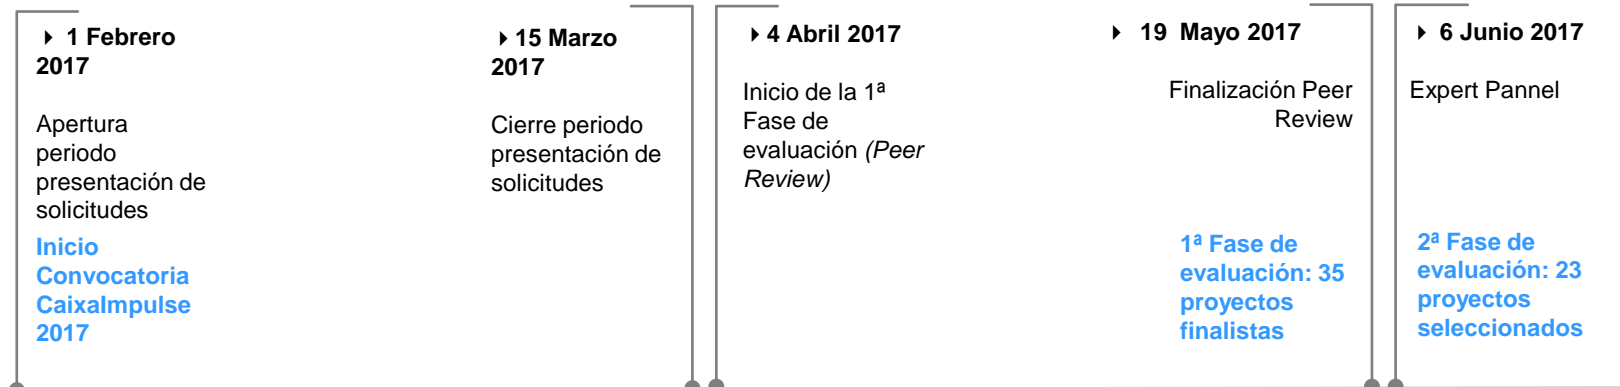 1 Febrero
2017
Apertura
periodo
presentación de
solicitudes
Inicio
Convocatoria
CaixaImpulse
2017
15 Marzo
2017
Cierre periodo
presentación de
solicitudes
4 Abril 2017
Inicio de la 1ª
Fase de
evaluación (Peer
Review)
19 Mayo 2017
Finalización Peer
Review
1ª Fase de
evaluación: 35
proyectos
finalistas
6 Junio 2017
Expert Pannel
2ª Fase de
evaluación: 23
proyectos
seleccionados